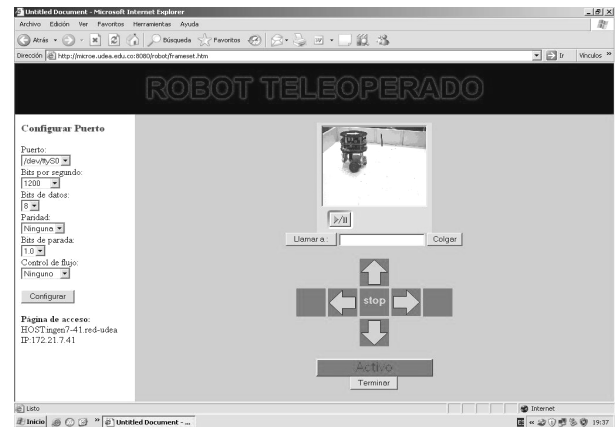 Untitled Document - Microsoft Internet Explorer
Archivo Edición Ver Favoritos Herramientas Ayuda
Atrás Búsqueda Favoritos
Dirección http://microe.udea.edu.co:8080/robot/frameset.htm Ir Vínculos »
ROBOT TELEOPERADO
Configurar Puerto
Puerto:
/dev/ttyS0
Bits por segundo:
1200
Bits de datos:
8
Paridad:
Ninguna
Bits de parada:
1.0
Control de flujo:
Ninguno
Configurar
Página de acceso:
HOST:ingen7-41.red-udea
IP:172.21.7.41
Llamar a: Colgar
stop
Activo
Terminar
Listo Internet
Inicio » Untitled Document - ... « 19:37